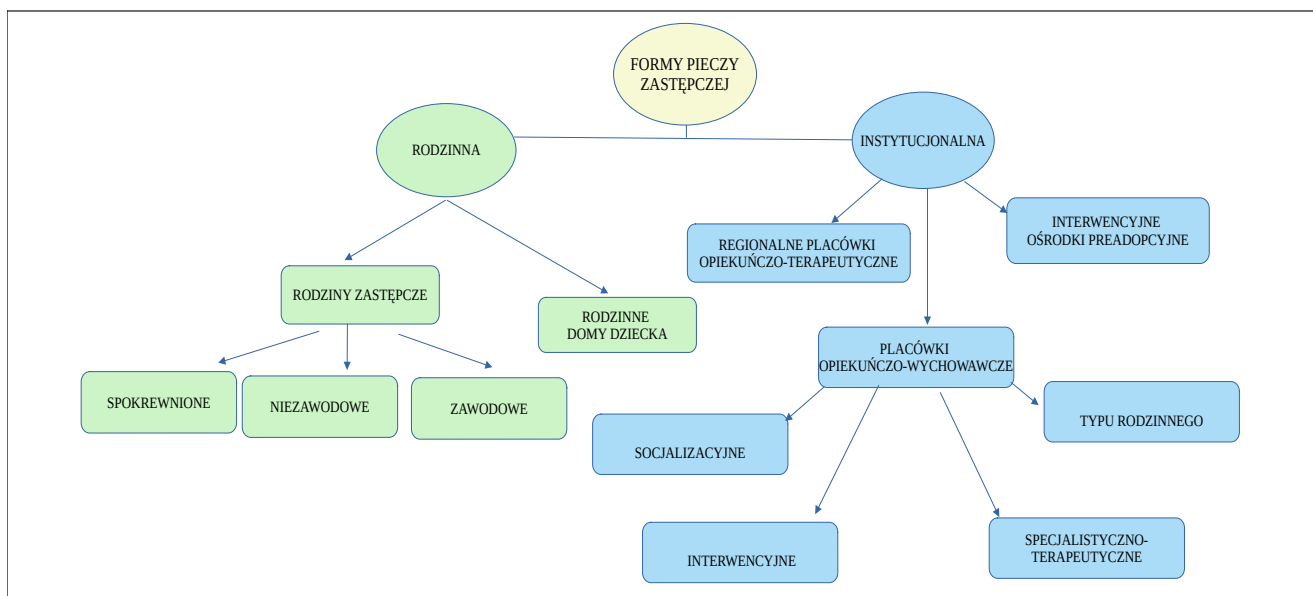 FORMY PIECZY
ZASTĘPCZEJ
RODZINNA
INSTYTUCJONALNA
REGIONALNE PLACÓWKI
OPIEKUŃCZO-TERAPEUTYCZNE
INTERWENCYJNE
OŚRODKI PREADOPCYJNE
RODZINY ZASTĘPCZE
RODZINNE
DOMY DZIECKA
PLACÓWKI
OPIEKUŃCZO-WYCHOWAWCZE
SPOKREWNIONE
NIEZAWODOWE
ZAWODOWE
TYPU RODZINNEGO
SOCJALIZACYJNE
INTERWENCYJNE
SPECJALISTYCZNO-
TERAPEUTYCZNE